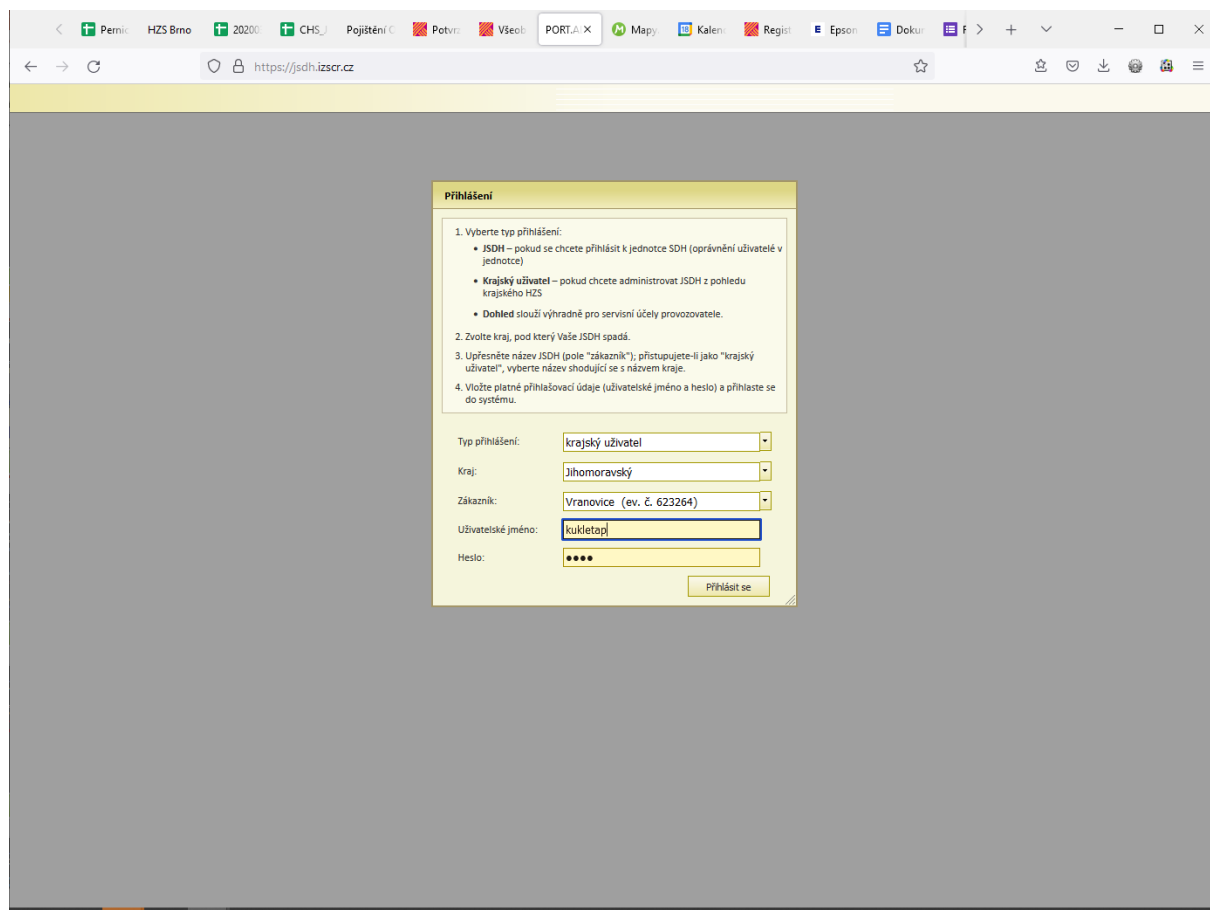 Pernic
HZS Brno
20200
CHS_J
Pojištění C
Potvrz
Všeob
PORT.A
Mapy.
18
Kalend
Regist
E
Epson
Dokum
F
https://jsdh.izscr.cz
Přihlášení
1. Vyberte typ přihlášení:
• JSDH – pokud se chcete přihlásit k jednotce SDH (oprávnění uživatelé v
jednotce)
• Krajský uživatel – pokud chcete administrovat JSDH z pohledu
krajského HZS
• Dohled slouží výhradně pro servisní účely provozovatele.
2. Zvolte kraj, pod který Vaše JSDH spadá.
3. Upřesněte název JSDH (pole "zákazník"); přistupujete-li jako "krajský
uživatel", vyberte název shodující se s názvem kraje.
4. Vložte platné přihlašovací údaje (uživatelské jméno a heslo) a přihlaste se
do systému.
Typ přihlášení: krajský uživatel
Kraj: Jihomoravský
Zákazník: Vranovice (ev. č. 623264)
Uživatelské jméno: kukletap
Heslo: ••••
Přihlásit se